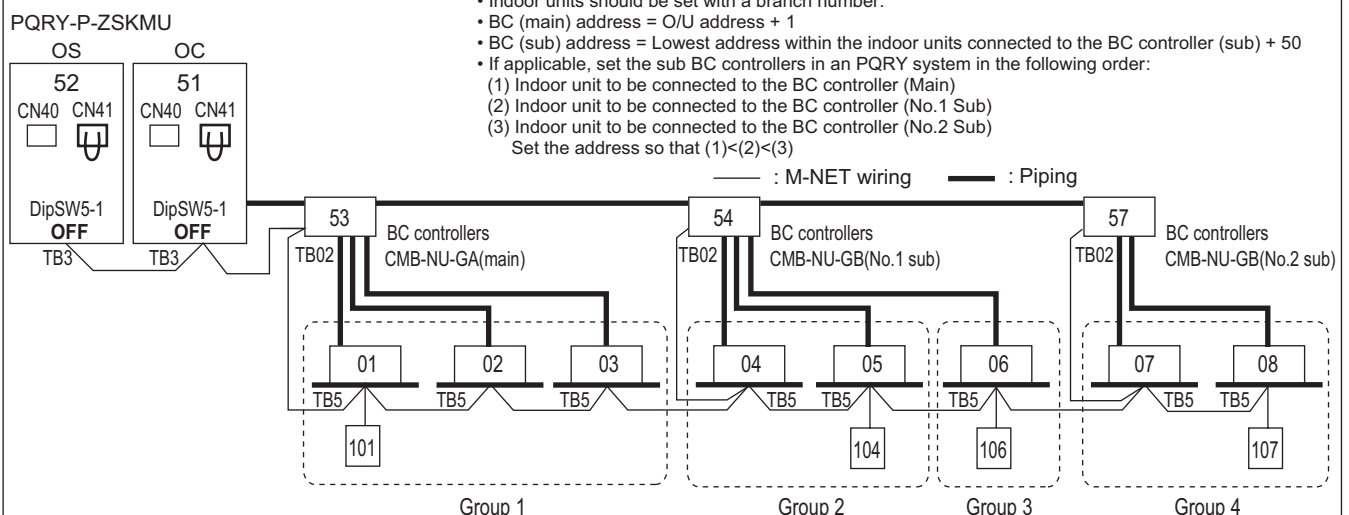 • Indoor units should be set with a branch number.
• BC (main) address = O/U address + 1
• BC (sub) address = Lowest address within the indoor units connected to the BC controller (sub) + 50
• If applicable, set the sub BC controllers in an PQRY system in the following order:
(1) Indoor unit to be connected to the BC controller (Main)
(2) Indoor unit to be connected to the BC controller (No.1 Sub)
(3) Indoor unit to be connected to the BC controller (No.2 Sub)
Set the address so that (1)<(2)<(3)
PQRY-P-ZSKMU
OS OC
52 51
CN40 CN41 CN40 CN41
DipSW5-1 DipSW5-1
OFF OFF
TB3 TB3
: M-NET wiring : Piping
53 54 57
BC controllers BC controllers BC controllers
TB02 CMB-NU-GA(main) TB02 CMB-NU-GB(No.1 sub) TB02 CMB-NU-GB(No.2 sub)
01 02 03 04 05 06 07 08
TB5 TB5 TB5 TB5 TB5 TB5 TB5 TB5
101 104 106 107
Group 1 Group 2 Group 3 Group 4